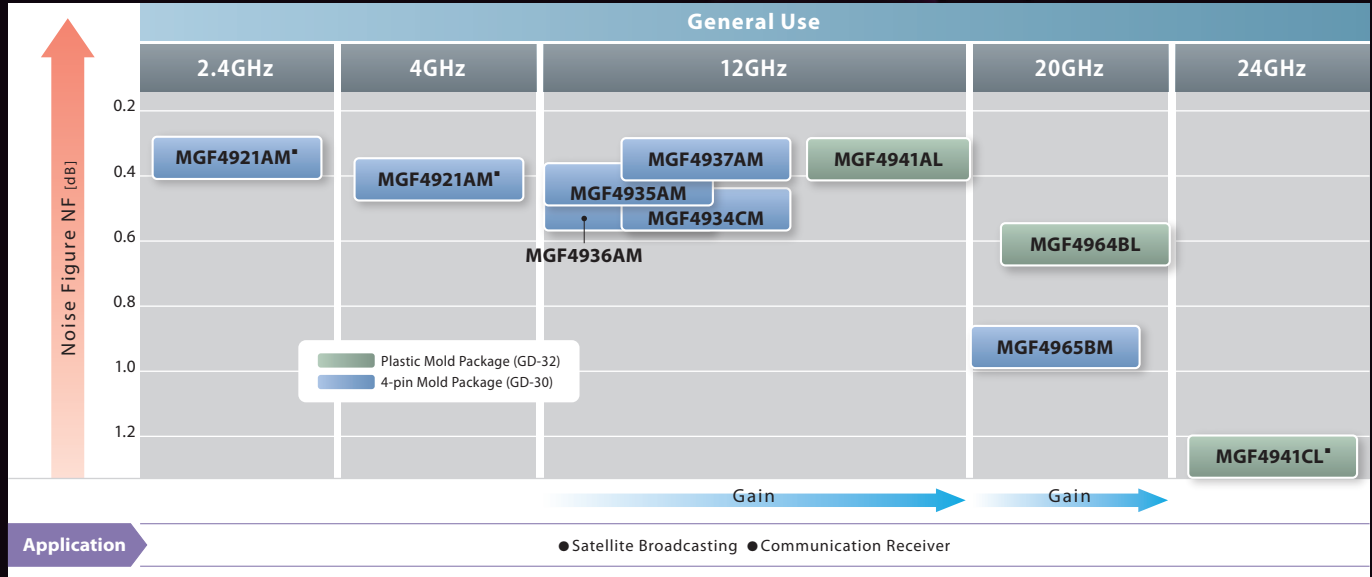 General Use
2.4GHz
4GHz
12GHz
20GHz
24GHz
Noise Figure NF [dB]
0.2
0.4
0.6
0.8
1.0
1.2
MGF4921AM▪
MGF4921AM▪
MGF4937AM
MGF4941AL
MGF4935AM
MGF4934CM
MGF4936AM
MGF4964BL
MGF4965BM
MGF4941CL▪
Plastic Mold Package (GD-32)
4-pin Mold Package (GD-30)
Gain
Gain
Application
●Satellite Broadcasting ●Communication Receiver